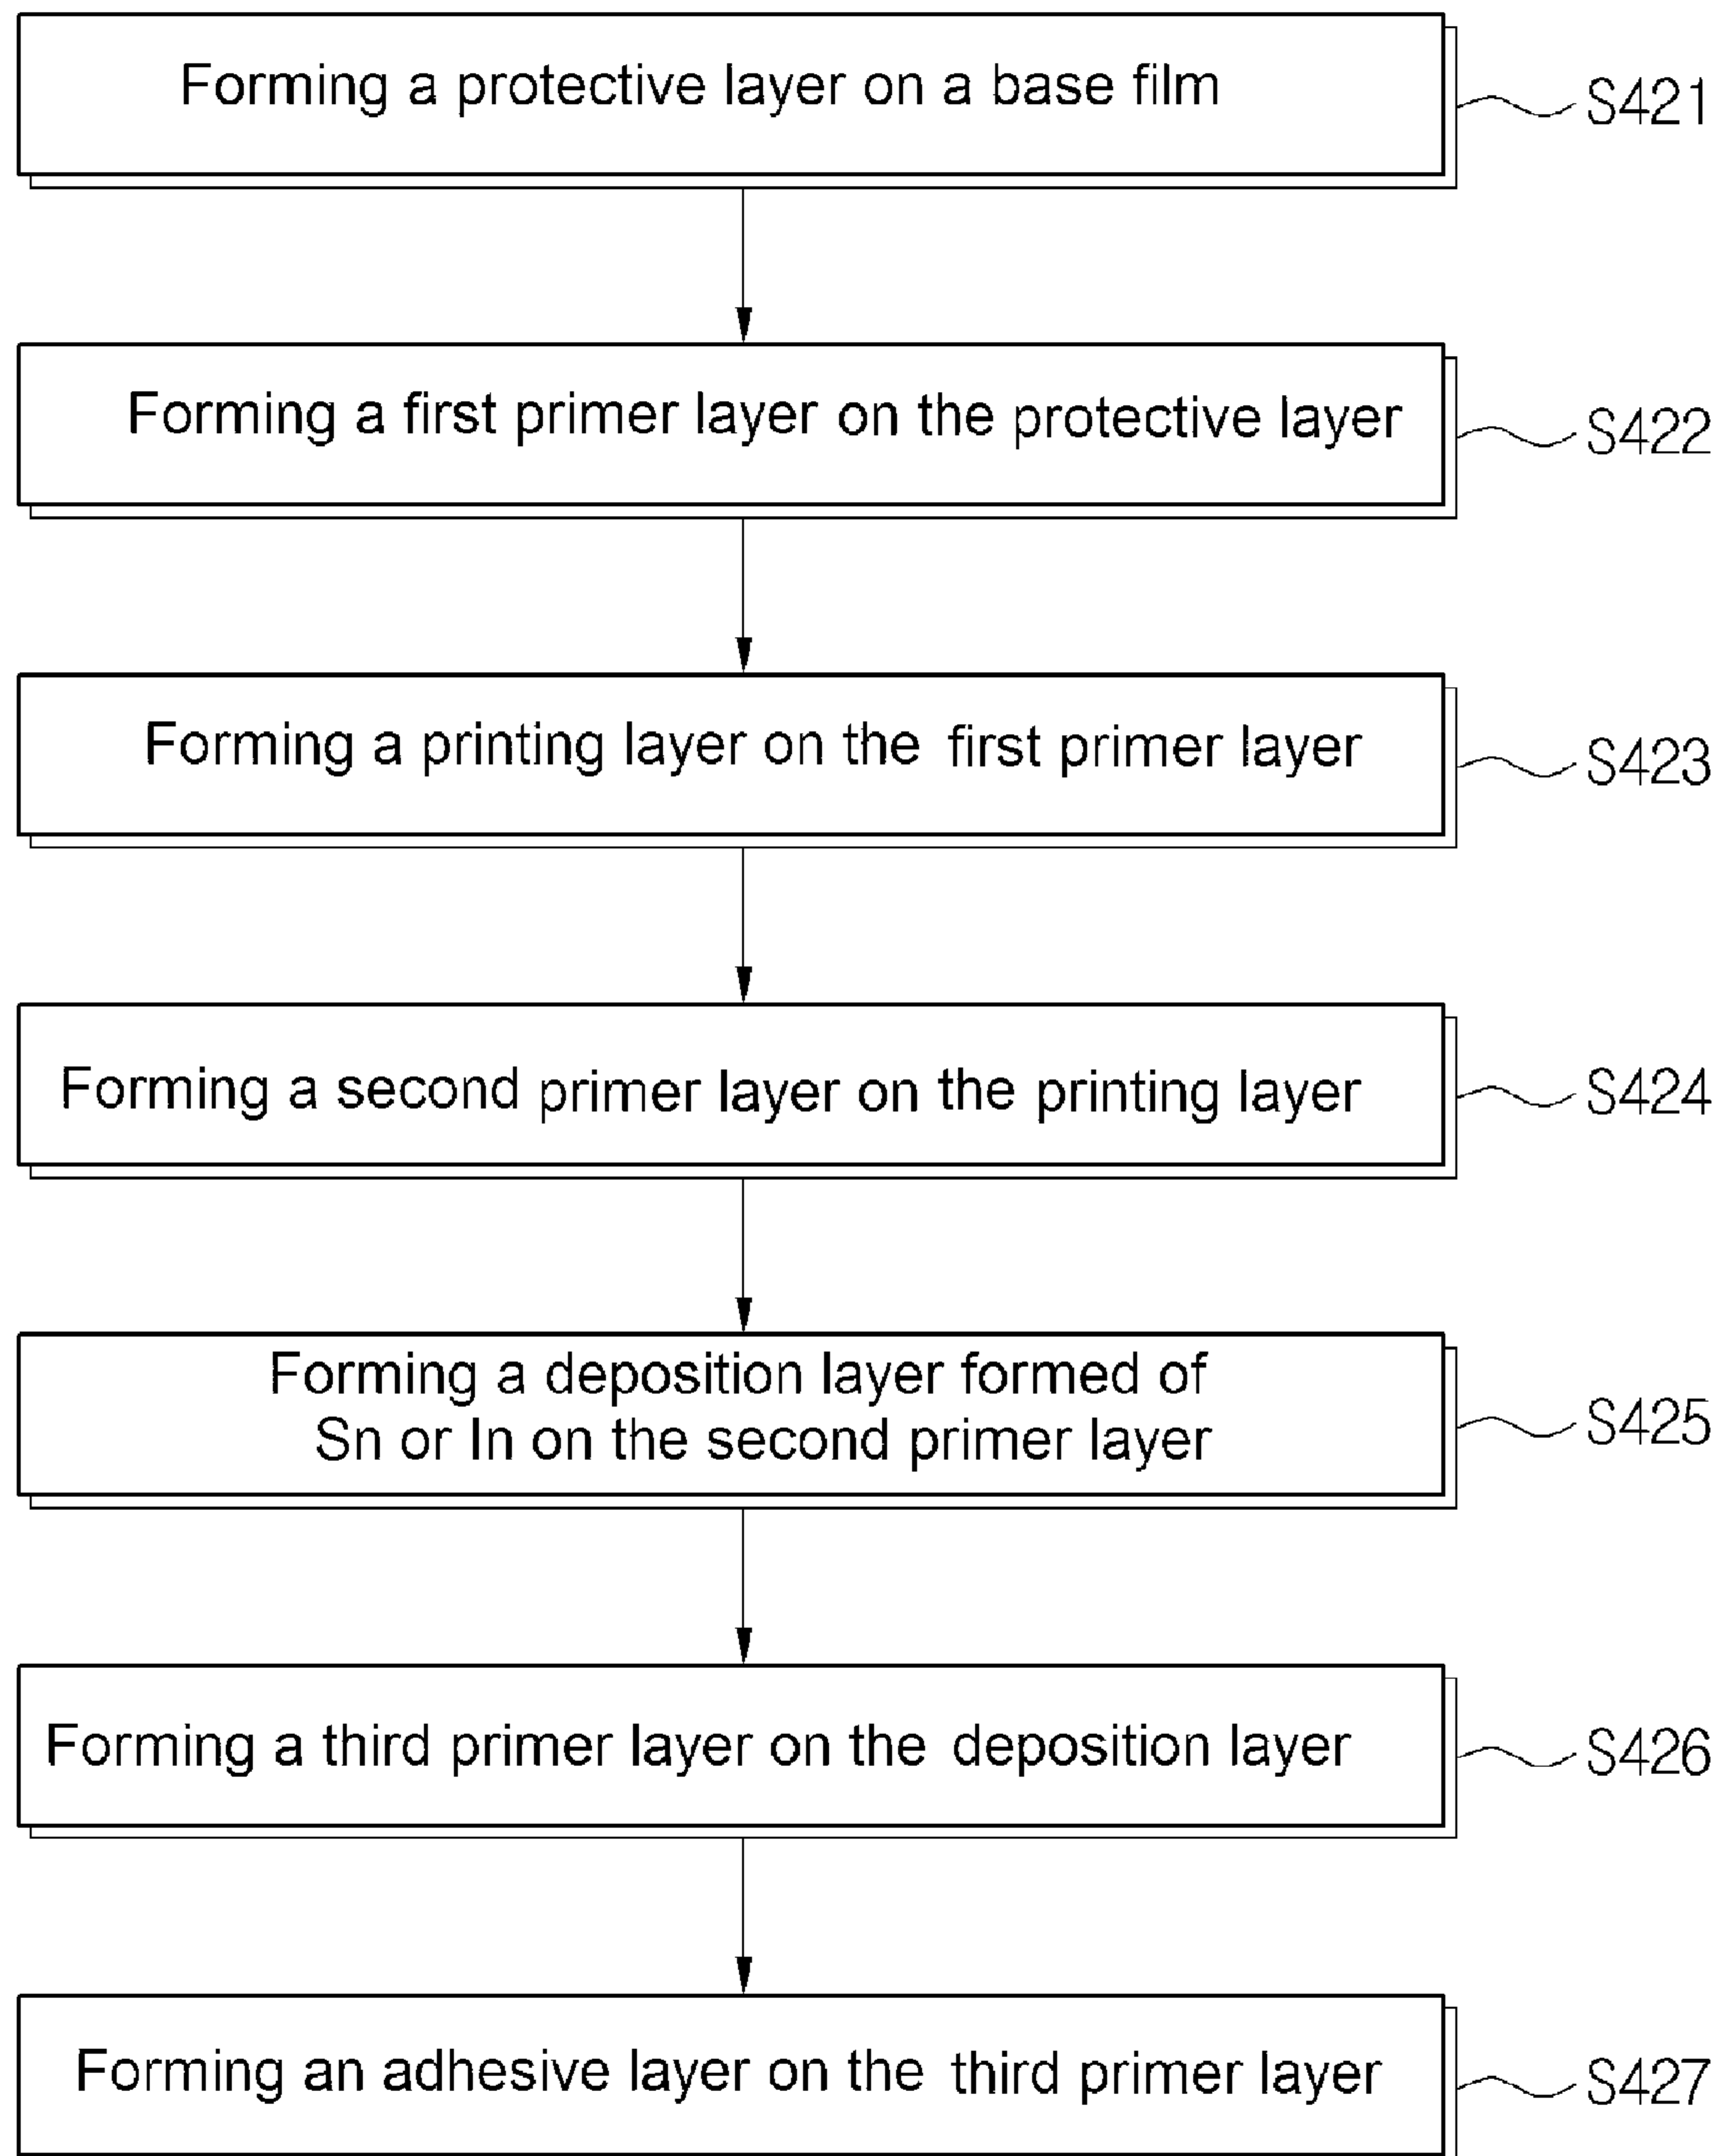 Forming a protective layer on a base film
S421
Forming a first primer layer on the protective layer
S422
Forming a printing layer on the first primer layer
S423
Forming a second primer layer on the printing layer
S424
Forming a deposition layer formed of
Sn or In on the second primer layer
S425
Forming a third primer layer on the deposition layer
S426
Forming an adhesive layer on the third primer layer
S427